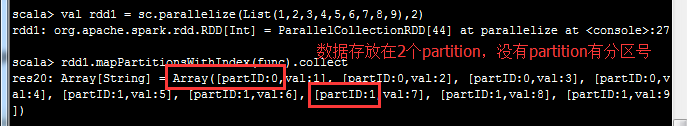 scala> val rdd1 = sc.parallelize(List(1,2,3,4,5,6,7,8,9),2)
rdd1: org.apache.spark.rdd.RDD[Int] = ParallelCollectionRDD[44] at parallelize at <console>:27
数据存放在2个partition，没有partition有分区号
scala> rdd1.mapPartitionsWithIndex(func).collect
res20: Array[String] = Array([partID:0,val:1], [partID:0,val:2], [partID:0,val:3], [partID:0,v
al:4], [partID:1,val:5], [partID:1,val:6], [partID:1,val:7], [partID:1,val:8], [partID:1,val:9
])